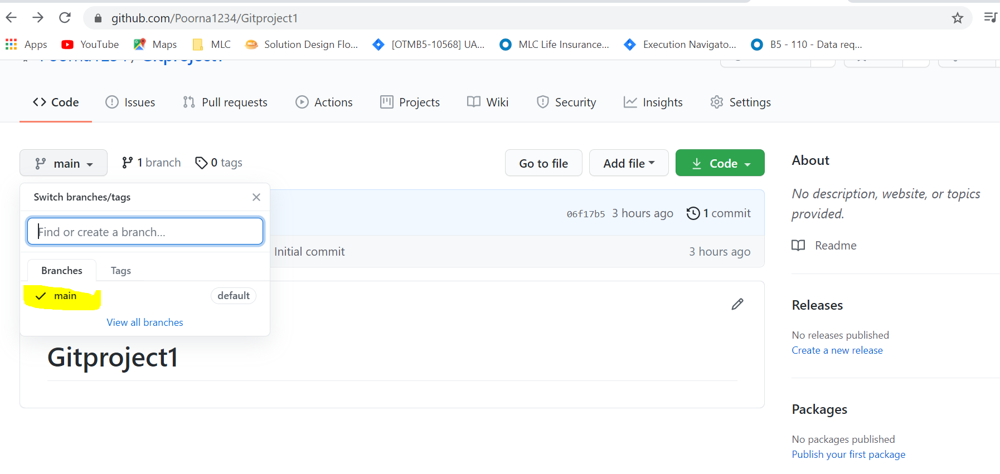 github.com/Poorna1234/Gitproject1
Apps YouTube Maps MLC Solution Design Flo... [OTMB5-10568] UA... MLC Life Insurance... Execution Navigato... B5 - 110 - Data req...
Poorna1234 / Gitproject1
Code Issues Pull requests Actions Projects Wiki Security Insights Settings
main 1 branch 0 tags Go to file Add file Code
Switch branches/tags
Find or create a branch...
Branches Tags
main default
View all branches
06f17b5 3 hours ago 1 commit
Initial commit 3 hours ago
Gitproject1
About
No description, website, or topics
provided.
Readme
Releases
No releases published
Create a new release
Packages
No packages published
Publish your first package